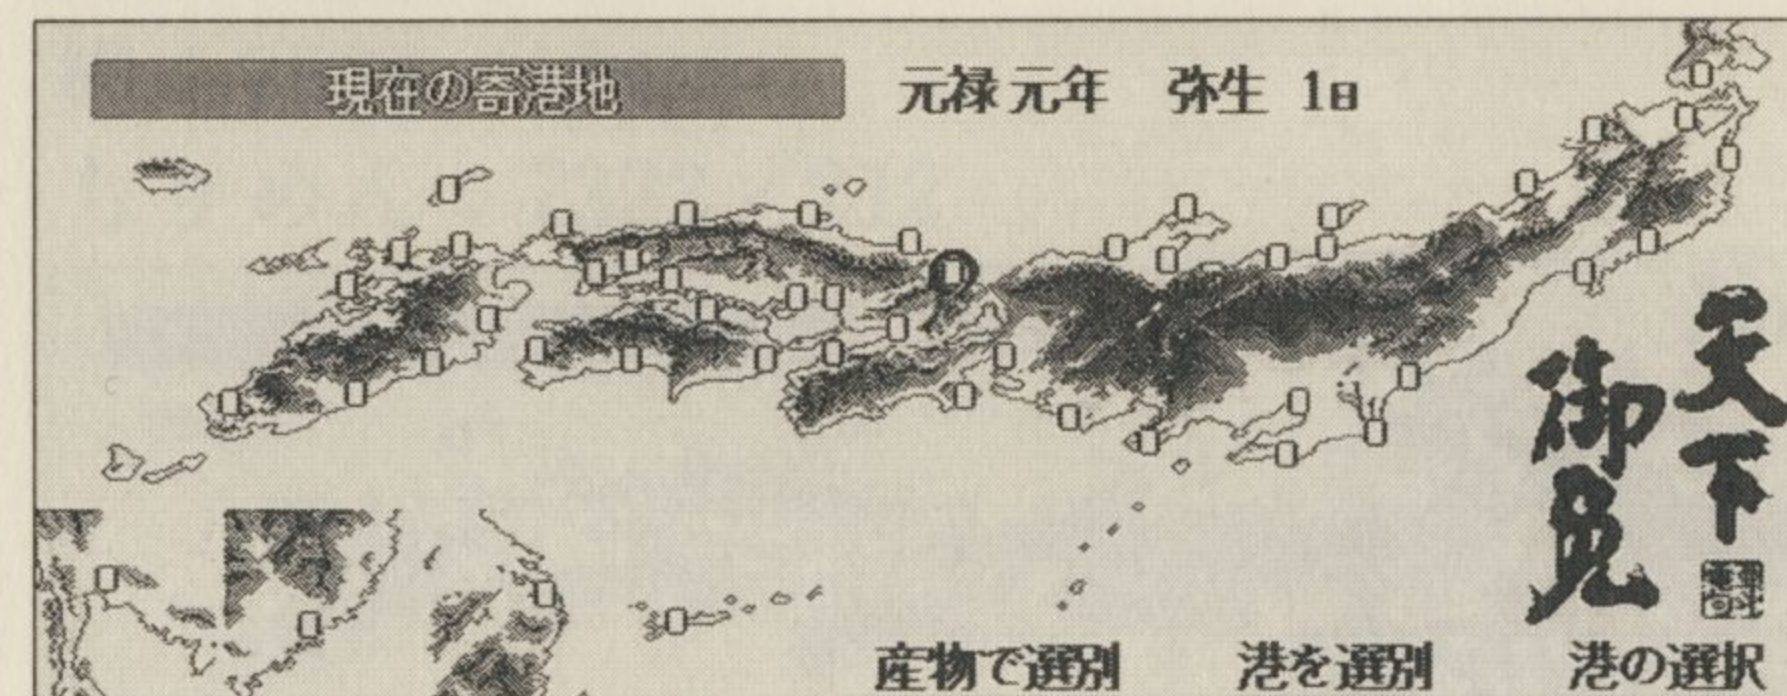 現在の寄港地
元禄元年 弥生 1日
天下
御免
産物で選別 港を選別 港の選択